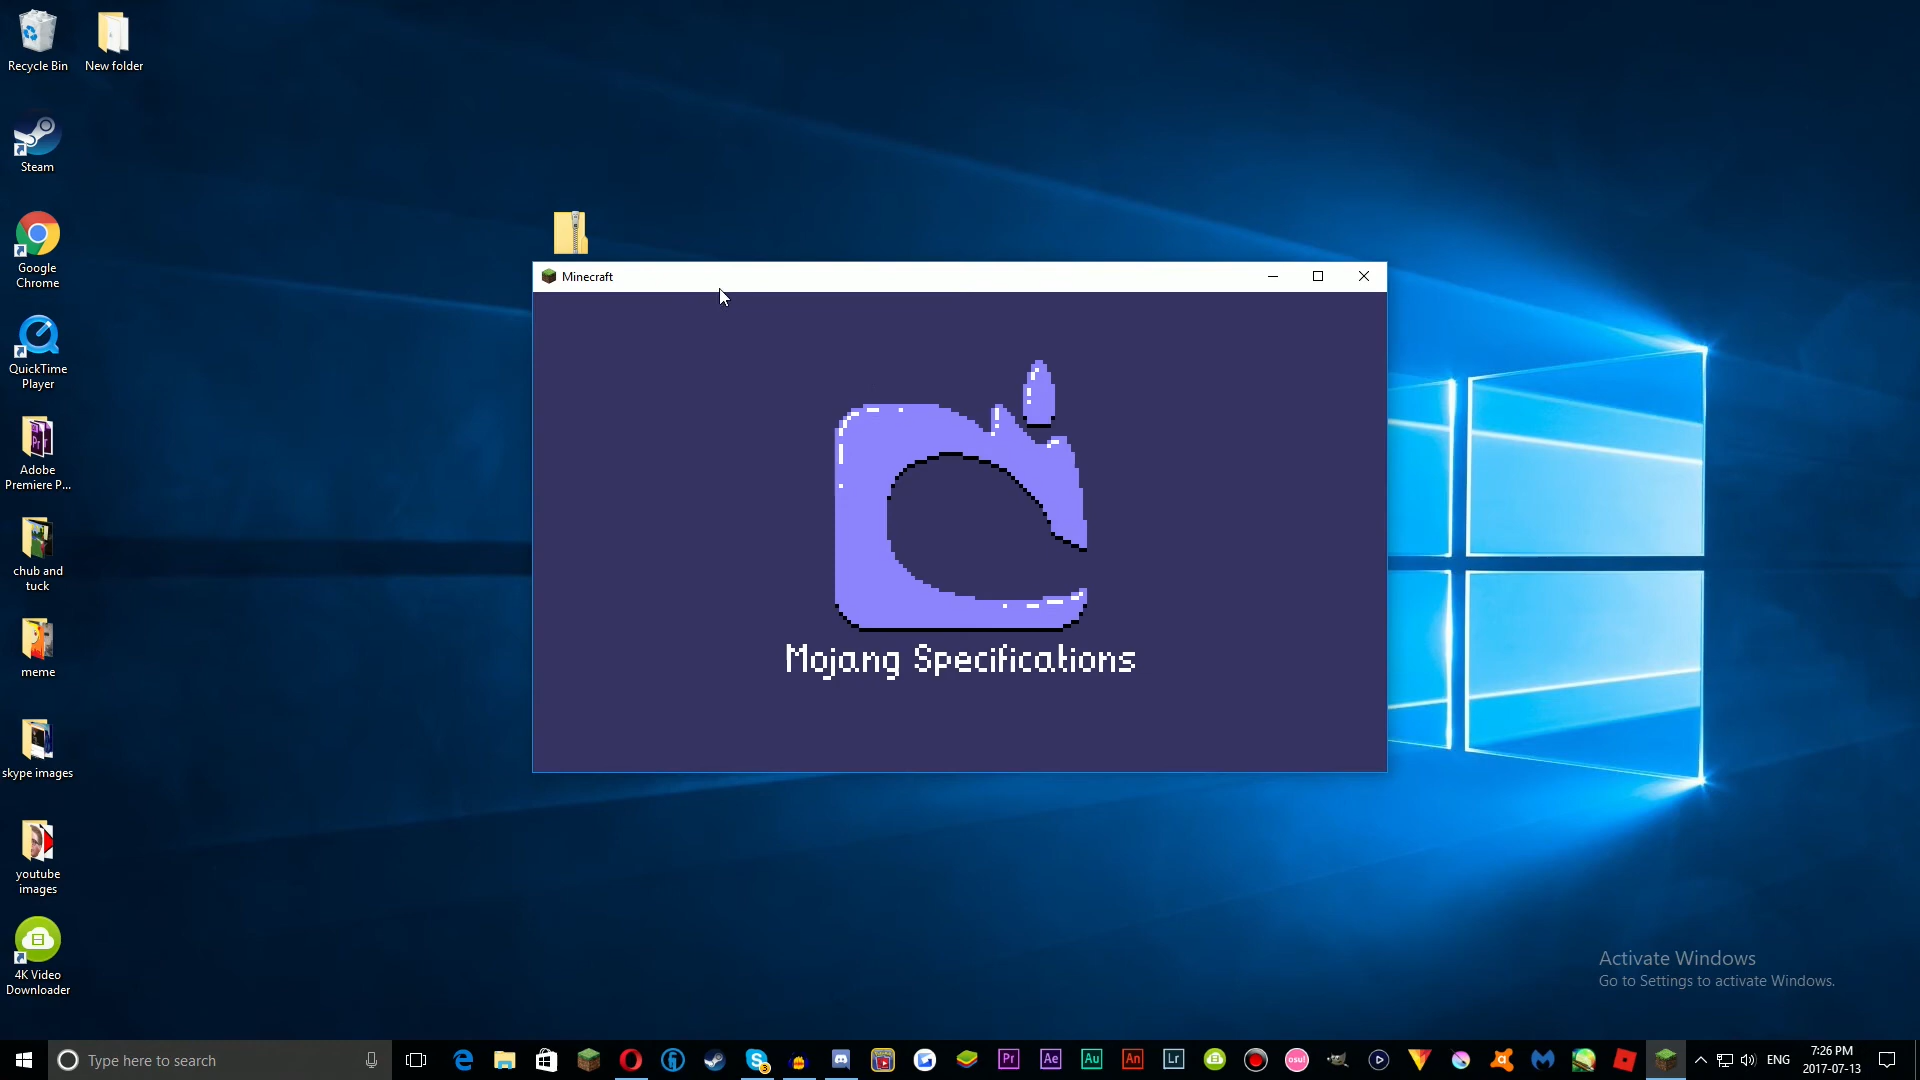 Recycle Bin
New folder
Steam
Google
Chrome
QuickTime
Player
Adobe
Premiere P...
chub and
tuck
meme
skype images
youtube
images
4K Video
Downloader
Minecraft
Mojang Specifications
Activate Windows
Go to Settings to activate Windows.
Type here to search
3
Pr
Ae
Au
An
Lr
osu!
ENG
7:26 PM
2017-07-13